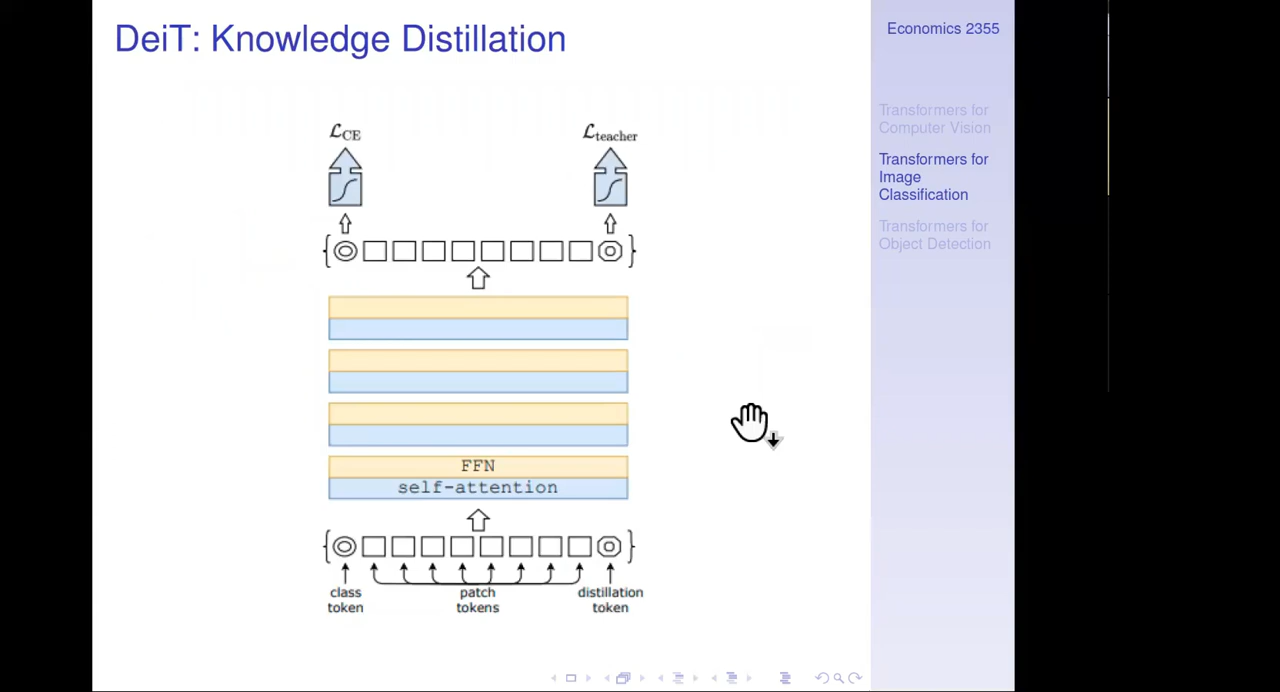 DeiT: Knowledge Distillation
Economics 2355
Transformers for
Computer Vision
Transformers for
Image
Classification
Transformers for
Object Detection
ℒCE
ℒteacher
FFN
self-attention
class
token
patch
tokens
distillation
token